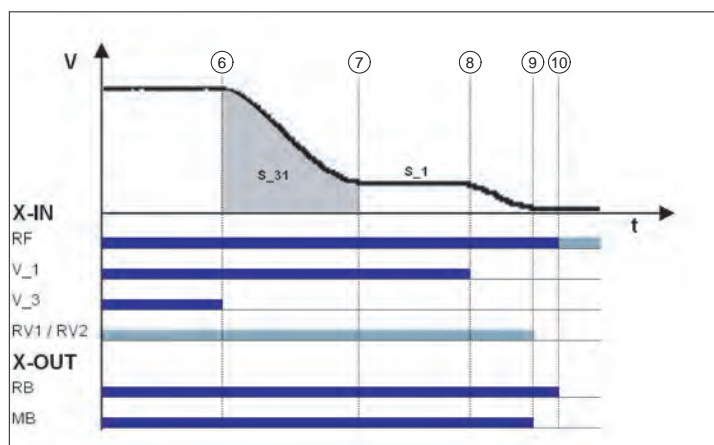 V
⑥ ⑦ ⑧ ⑨ ⑩
S_31
S_1
X-IN
t
RF
V_1
V_3
RV1 / RV2
X-OUT
RB
MB